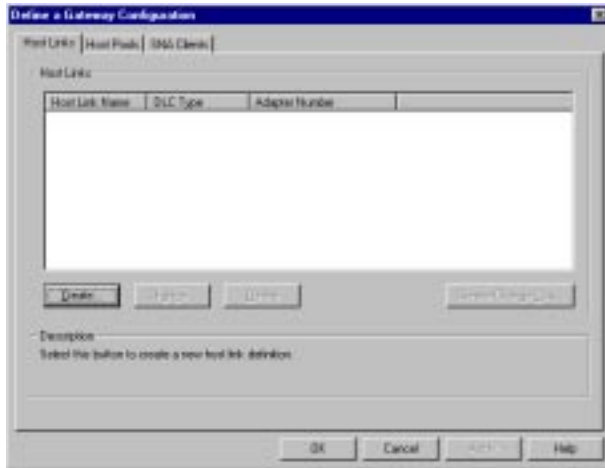 Define a Gateway Configuration
Host Links Host Pools SNA Clients
Host Links
Host Link Name DLC Type Adapter Number
Create...
Description
Select this button to create a new host link definition
OK Cancel Apply Help